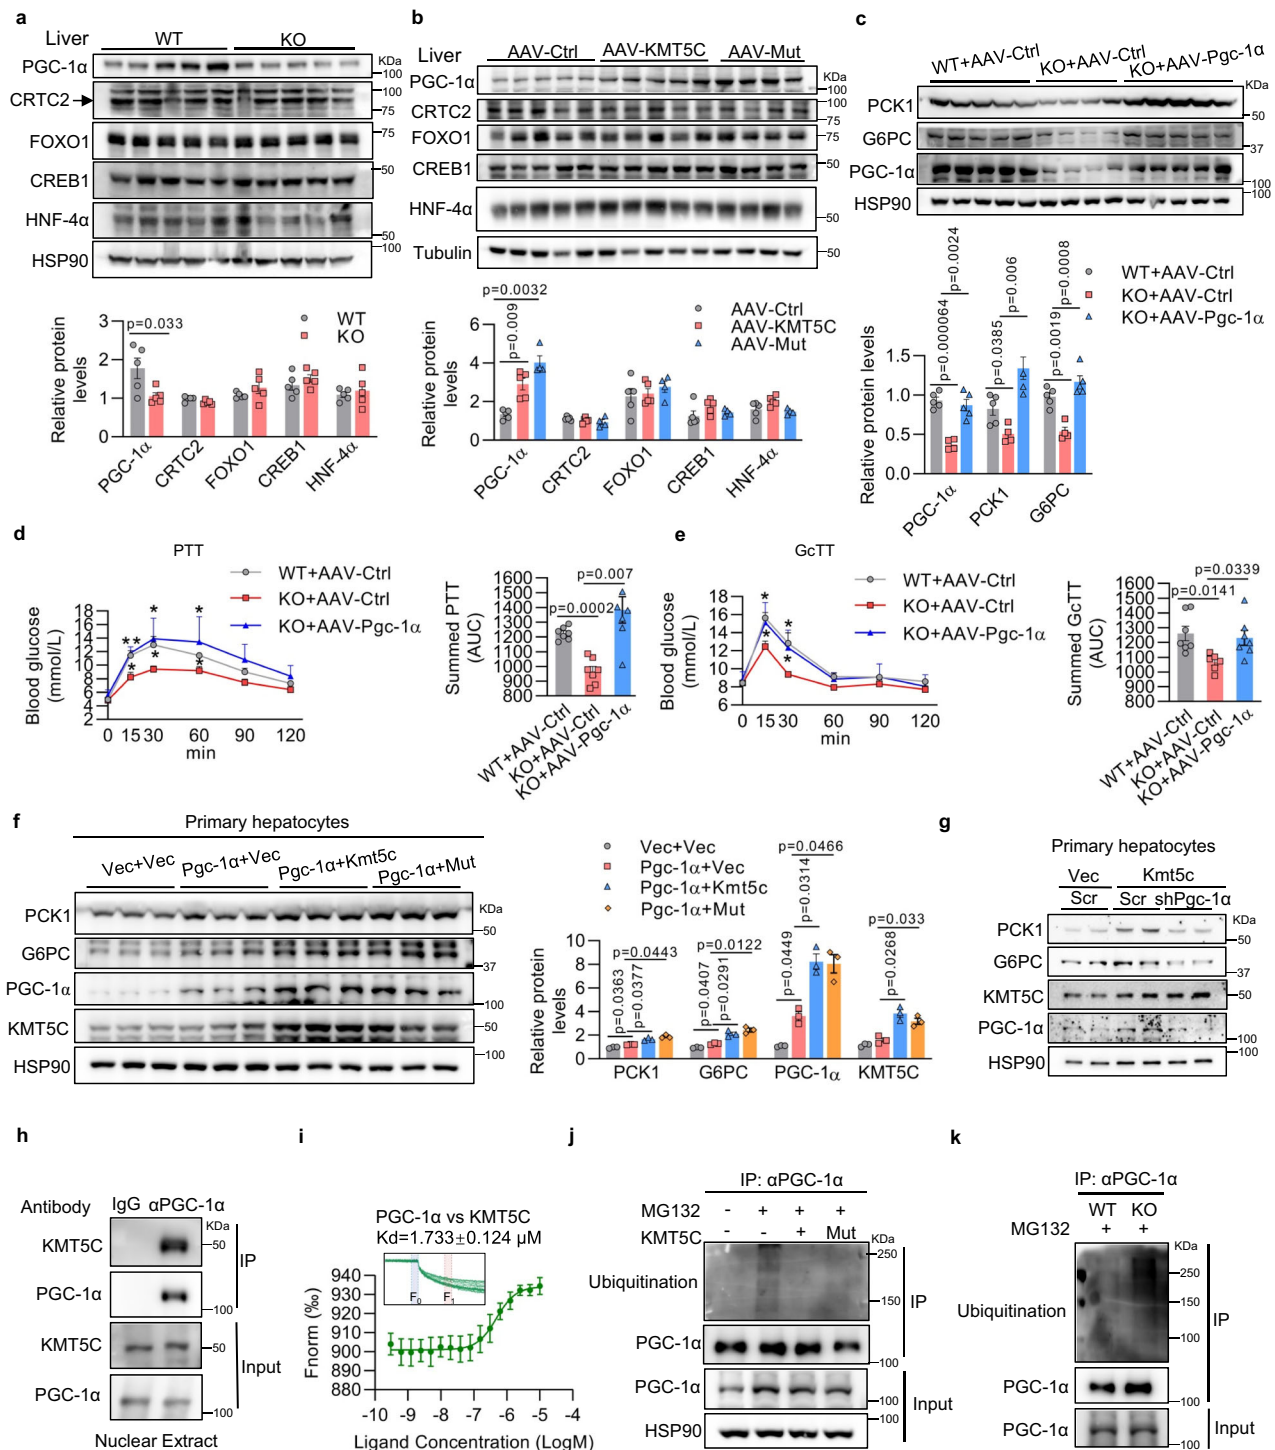 a
Liver WT KO
KDa
PGC-1α
100
CRTC2
100
75
FOXO1
75
CREB1
50
HNF-4α
50
HSP90
100
Relative protein levels
3
2
1
0
p=0.033
WT
KO
PGC-1α CRTC2 FOXO1 CREB1 HNF-4α
b
Liver AAV-Ctrl AAV-KMT5C AAV-Mut
KDa
PGC-1α
100
CRTC2
100
75
FOXO1
75
CREB1
50
HNF-4α
50
Tubulin
50
Relative protein levels
6
4
2
0
p=0.0032
p=0.009
AAV-Ctrl
AAV-KMT5C
AAV-Mut
PGC-1α CRTC2 FOXO1 CREB1 HNF-4α
c
WT+AAV-Ctrl KO+AAV-Ctrl KO+AAV-Pgc-1α
KDa
PCK1
75
G6PC
37
PGC-1α
100
HSP90
100
WT+AAV-Ctrl
KO+AAV-Ctrl
KO+AAV-Pgc-1α
Relative protein levels
1.5
1.0
0.5
0.0
p=0.000064
p=0.0024
p=0.0385
p=0.006
p=0.0019
p=0.0008
PGC-1α PCK1 G6PC
d
PTT
WT+AAV-Ctrl
KO+AAV-Ctrl
KO+AAV-Pgc-1α
Blood glucose (mmol/L)
18
16
14
12
10
8
6
4
2
** * *
* * *
0 15 30 60 90 120
min
Summed PTT (AUC)
1600
1500
1400
1300
1200
1100
1000
900
800
p=0.007
p=0.0002
WT+AAV-Ctrl
KO+AAV-Ctrl
KO+AAV-Pgc-1α
e
GcTT
WT+AAV-Ctrl
KO+AAV-Ctrl
KO+AAV-Pgc-1α
Blood glucose (mmol/L)
18
16
14
12
10
8
6
* *
* *
0 15 30 60 90 120
min
Summed GcTT (AUC)
1600
1500
1400
1300
1200
1100
1000
900
800
p=0.0339
p=0.0141
WT+AAV-Ctrl
KO+AAV-Ctrl
KO+AAV-Pgc-1α
f
Primary hepatocytes
Vec+Vec Pgc-1α+Vec Pgc-1α+Kmt5c Pgc-1α+Mut
KDa
PCK1
50
G6PC
37
PGC-1α
100
KMT5C
50
HSP90
100
Vec+Vec
Pgc-1α+Vec
Pgc-1α+Kmt5c
Pgc-1α+Mut
Relative protein levels
10
8
6
4
2
0
p=0.0363
p=0.0377
p=0.0443
p=0.0407
p=0.0291
p=0.0122
p=0.0449
p=0.0314
p=0.0466
p=0.0268
p=0.033
PCK1 G6PC PGC-1α KMT5C
g
Primary hepatocytes
Vec Kmt5c
Scr Scr shPgc-1α
KDa
PCK1
50
G6PC
37
KMT5C
50
PGC-1α
100
HSP90
100
h
Antibody IgG αPGC-1α
KDa
KMT5C
50
PGC-1α
100
IP
KMT5C
50
PGC-1α
100
Input
Nuclear Extract
i
PGC-1α vs KMT5C
Kd=1.733±0.124 μM
F0 F1
Fnorm (‰)
940
930
920
910
900
890
880
-10 -9 -8 -7 -6 -5 -4
Ligand Concentration (LogM)
j
IP: αPGC-1α
MG132 - + + +
KMT5C - - + Mut
KDa
Ubiquitination
250
150
PGC-1α
100
IP
PGC-1α
100
HSP90
100
Input
k
IP: αPGC-1α
WT KO
MG132 + +
KDa
Ubiquitination
250
150
100
PGC-1α
100
IP
PGC-1α
100
Input